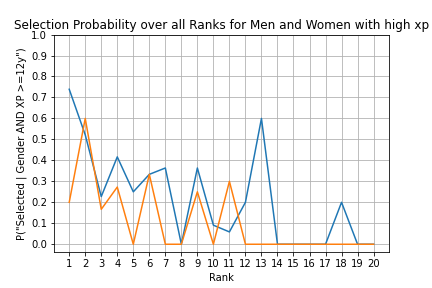 Selection Probability over all Ranks for Men and Women with high xp
1.0
0.9
0.8
0.7
0.6
0.5
0.4
0.3
0.2
0.1
0.0
P("Selected | Gender AND XP >=12y")
1 2 3 4 5 6 7 8 9 10 11 12 13 14 15 16 17 18 19 20
Rank